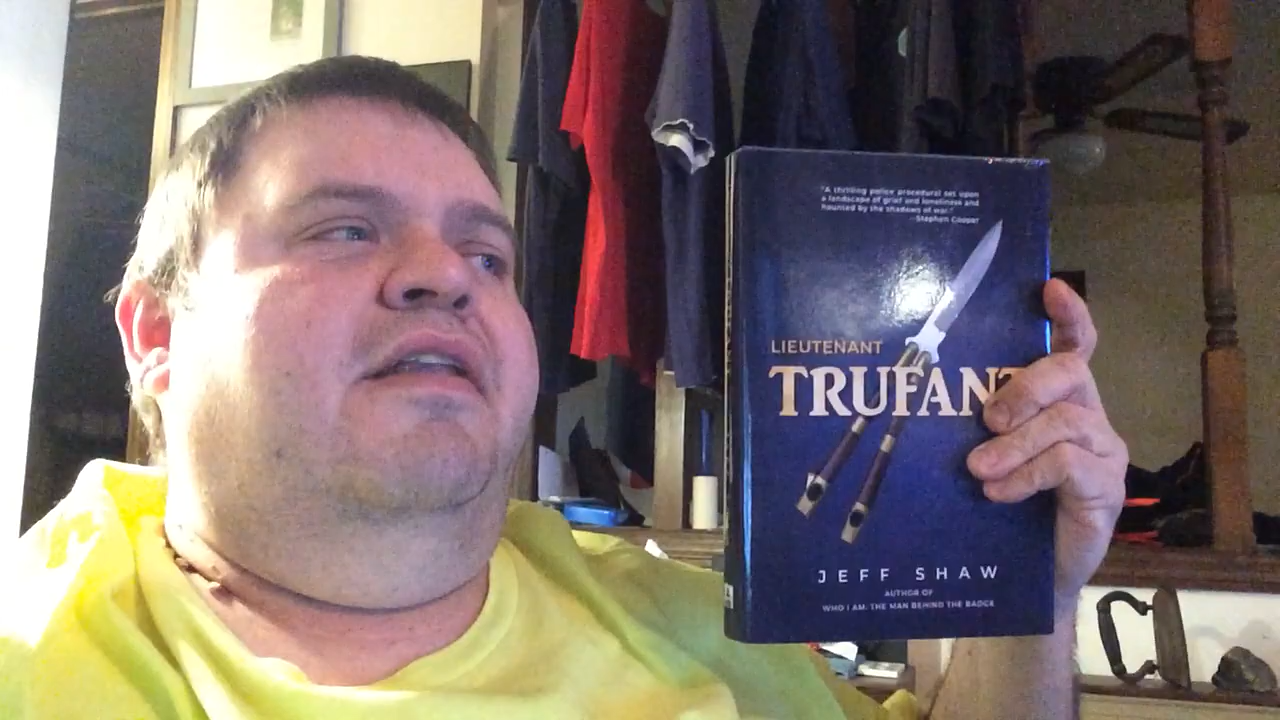 "A thrilling police procedural set upon
a landscape of grief and loneliness and
haunted by the shadows of war."
—Stephen Cooper
LIEUTENANT
TRUFANT
JEFF SHAW
AUTHOR OF
WHO I AM: THE MAN BEHIND THE BADGE